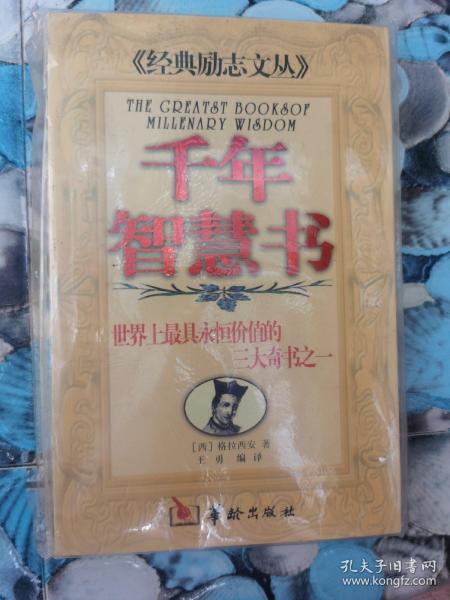 《经典励志文丛》
THE GREATST BOOKSOF
MILLENARY WISDOM
千年
智慧书
世界上最具永恒价值的
三大奇书之一
［西］格拉西安 著
王勇 编译
华龄出版社
孔夫子旧书网
www.kongfz.com